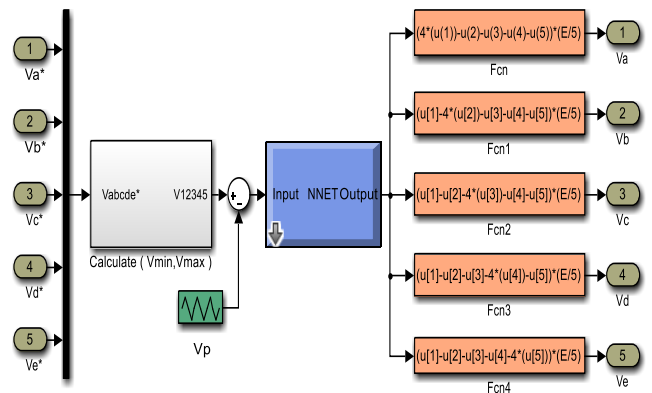 1
Va*
2
Vb*
3
Vc*
4
Vd*
5
Ve*
Vabcde* V12345
Calculate ( Vmin,Vmax )
+
-
Vp
Input NNET Output
(4*(u(1))-u(2)-u(3)-u(4)-u(5))*(E/5)
Fcn
(u[1]-4*(u[2])-u[3]-u[4]-u[5])*(E/5)
Fcn1
(u[1]-u[2]-4*(u[3])-u[4]-u[5])*(E/5)
Fcn2
(u[1]-u[2]-u[3]-4*(u[4])-u[5])*(E/5)
Fcn3
(u[1]-u[2]-u[3]-u[4]-4*(u[5]))*(E/5)
Fcn4
1
Va
2
Vb
3
Vc
4
Vd
5
Ve